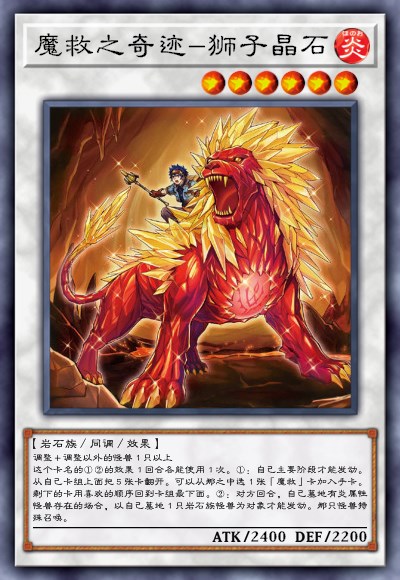 魔救之奇迹-狮子晶石
炎
ほのお
【岩石族/同调/效果】
调整+调整以外的怪兽1只以上
这个卡名的①②的效果1回合各能使用1次。①：自己主要阶段才能发动。
从自己卡组上面把5张卡翻开。可以从那之中选1张「魔救」卡加入手卡。
剩下的卡用喜欢的顺序回到卡组最下面。②：对方回合，自己墓地有炎属性
怪兽存在的场合，以自己墓地1只岩石族怪兽为对象才能发动。那只怪兽特
殊召唤。
ATK/2400 DEF/2200